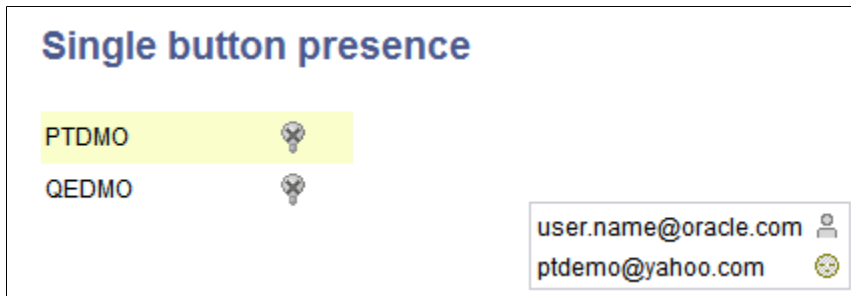 Single button presence
PTDMO
QEDMO
user.name@oracle.com
ptdemo@yahoo.com